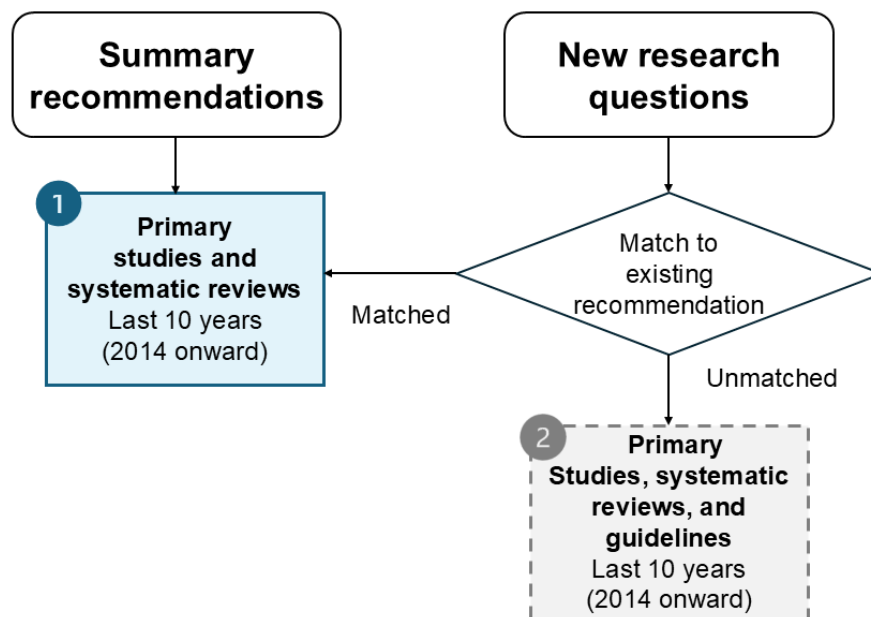 Summary
recommendations
New research
questions
1
Primary
studies and
systematic reviews
Last 10 years
(2014 onward)
Matched
Match to
existing
recommendation
Unmatched
2
Primary
Studies, systematic
reviews, and
guidelines
Last 10 years
(2014 onward)